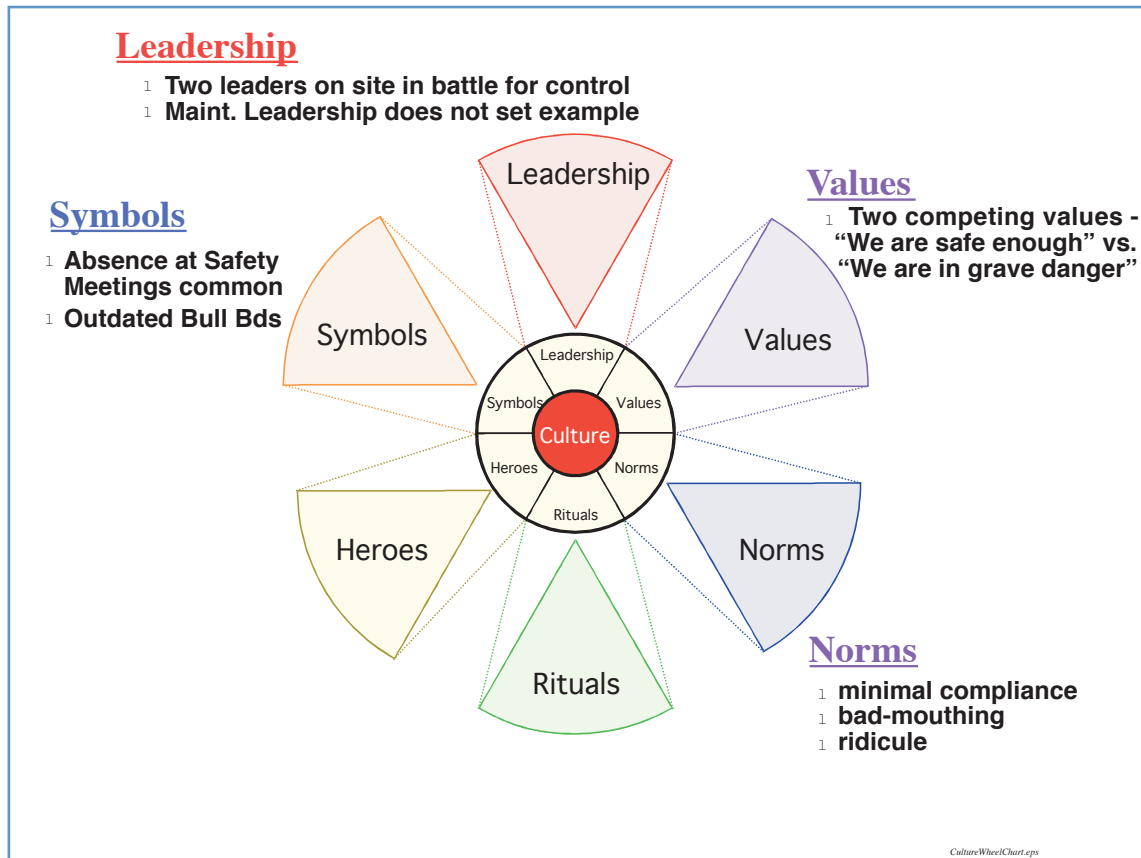 Leadership
l Two leaders on site in battle for control
l Maint. Leadership does not set example
Leadership
Values
l Two competing values -
“We are safe enough” vs.
“We are in grave danger”
Symbols
l Absence at Safety
Meetings common
l Outdated Bull Bds
Symbols
Values
Leadership
Symbols
Values
Culture
Heroes
Norms
Rituals
Heroes
Norms
Rituals
Norms
l minimal compliance
l bad-mouthing
l ridicule
CultureWheelChart.eps